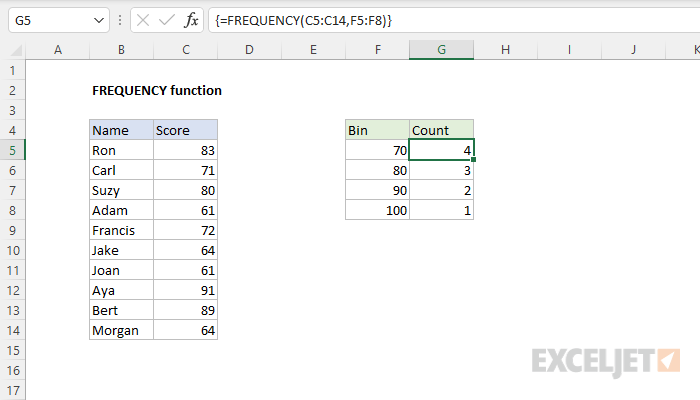 G5 fx {=FREQUENCY(C5:C14,F5:F8)}
A B C D E F G H I J K
1
2 FREQUENCY function
3
4 Name Score Bin Count
5 Ron 83 70 4
6 Carl 71 80 3
7 Suzy 80 90 2
8 Adam 61 100 1
9 Francis 72
10 Jake 64
11 Joan 61
12 Aya 91
13 Bert 89
14 Morgan 64
15
16 EXCELJET
17